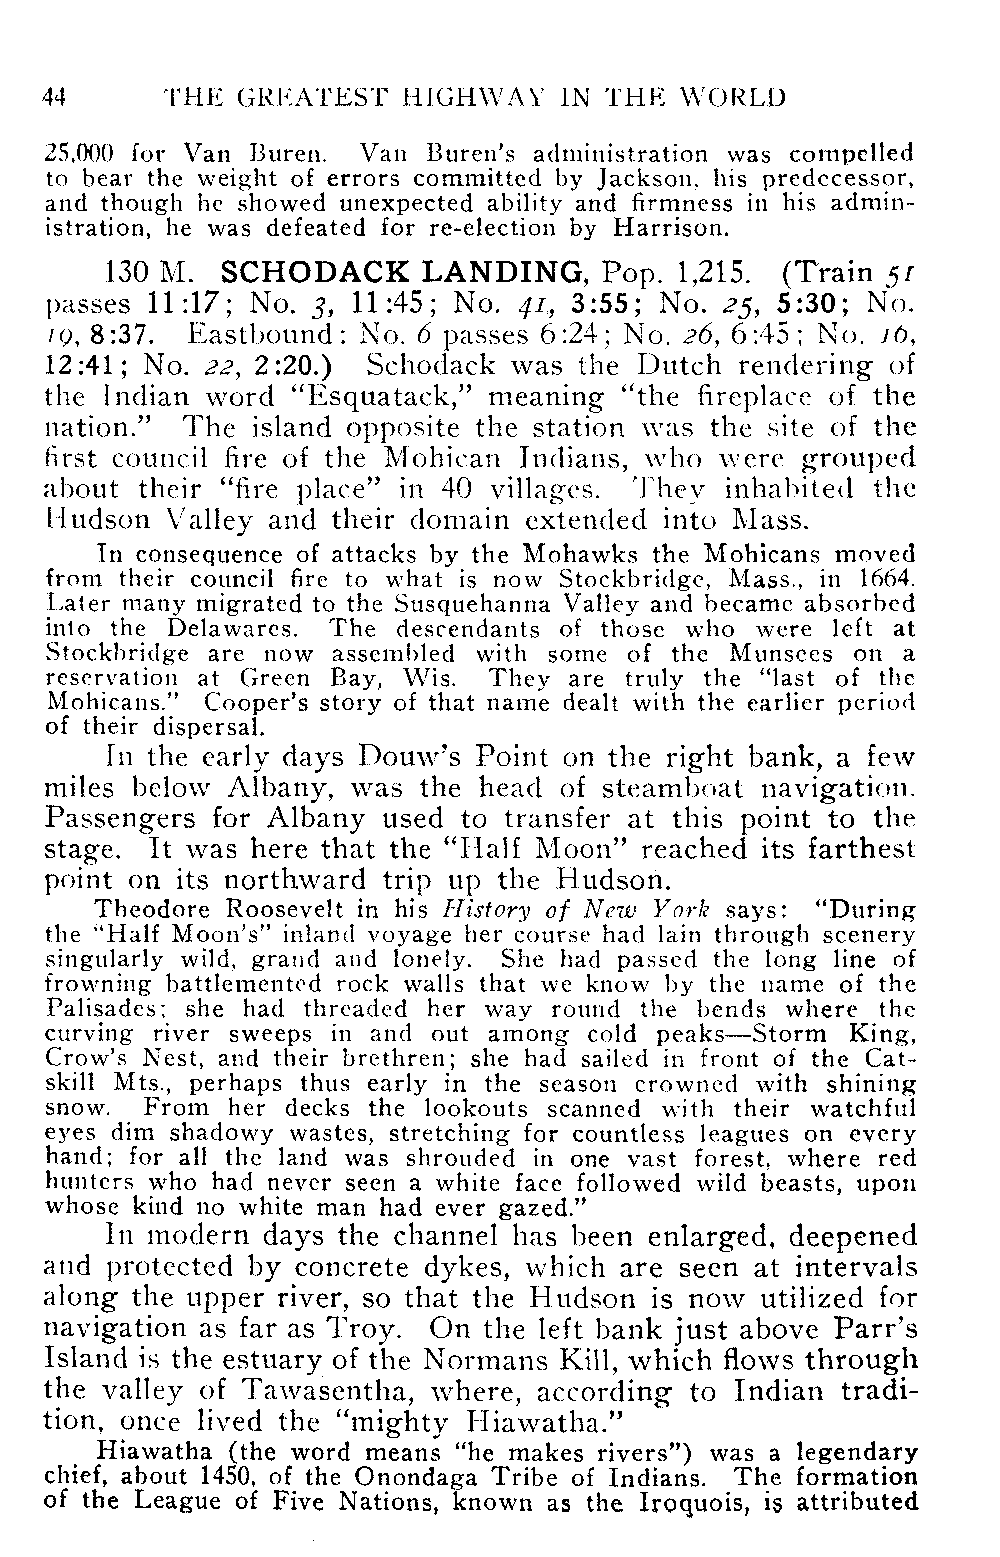 44 THE GREATEST HIGHWAY IN THE WORLD
25,000 for Van Buren. Van Buren's administration was compelled
to bear the weight of errors committed by Jackson, his predecessor,
and though he showed unexpected ability and firmness in his admin-
istration, he was defeated for re-election by Harrison.
130 M. SCHODACK LANDING, Pop. 1,215. (Train 51
passes 11:17; No. 3, 11:45; No. 41, 3:55; No. 25, 5:30; No.
19, 8:37. Eastbound: No. 6 passes 6:24; No. 26, 6:45; No. 16,
12:41; No. 22, 2:20.) Schodack was the Dutch rendering of
the Indian word “Esquatack,” meaning “the fireplace of the
nation.” The island opposite the station was the site of the
first council fire of the Mohican Indians, who were grouped
about their “fire place” in 40 villages. They inhabited the
Hudson Valley and their domain extended into Mass.
In consequence of attacks by the Mohawks the Mohicans moved
from their council fire to what is now Stockbridge, Mass., in 1664.
Later many migrated to the Susquehanna Valley and became absorbed
into the Delawares. The descendants of those who were left at
Stockbridge are now assembled with some of the Munsees on a
reservation at Green Bay, Wis. They are truly the “last of the
Mohicans.” Cooper's story of that name dealt with the earlier period
of their dispersal.
In the early days Douw's Point on the right bank, a few
miles below Albany, was the head of steamboat navigation.
Passengers for Albany used to transfer at this point to the
stage. It was here that the “Half Moon” reached its farthest
point on its northward trip up the Hudson.
Theodore Roosevelt in his History of New York says: “During
the “Half Moon's” inland voyage her course had lain through scenery
singularly wild, grand and lonely. She had passed the long line of
frowning battlemented rock walls that we know by the name of the
Palisades; she had threaded her way round the bends where the
curving river sweeps in and out among cold peaks—Storm King,
Crow's Nest, and their brethren; she had sailed in front of the Cat-
skill Mts., perhaps thus early in the season crowned with shining
snow. From her decks the lookouts scanned with their watchful
eyes dim shadowy wastes, stretching for countless leagues on every
hand; for all the land was shrouded in one vast forest, where red
hunters who had never seen a white face followed wild beasts, upon
whose kind no white man had ever gazed.”
In modern days the channel has been enlarged, deepened
and protected by concrete dykes, which are seen at intervals
along the upper river, so that the Hudson is now utilized for
navigation as far as Troy. On the left bank just above Parr's
Island is the estuary of the Normans Kill, which flows through
the valley of Tawasentha, where, according to Indian tradi-
tion, once lived the “mighty Hiawatha.”
Hiawatha (the word means “he makes rivers”) was a legendary
chief, about 1450, of the Onondaga Tribe of Indians. The formation
of the League of Five Nations, known as the Iroquois, is attributed